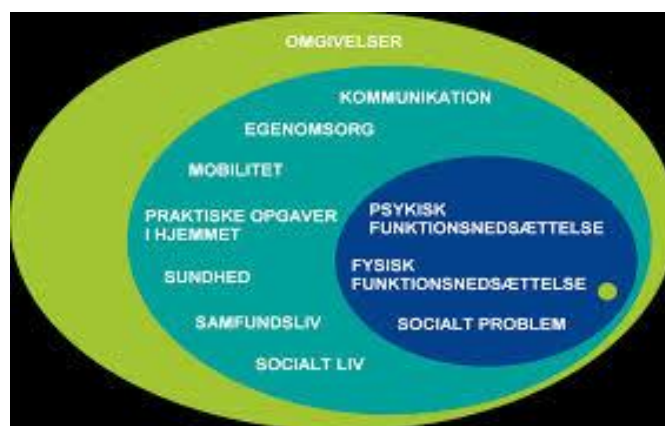 OMGIVELSER
KOMMUNIKATION
EGENOMSORG
MOBILITET
PRAKTISKE OPGAVER
I HJEMMET
SUNDHED
SAMFUNDSLIV
SOCIALT LIV
PSYKISK
FUNKTIONSNEDSÆTTELSE
FYSISK
FUNKTIONSNEDSÆTTELSE
SOCIALT PROBLEM